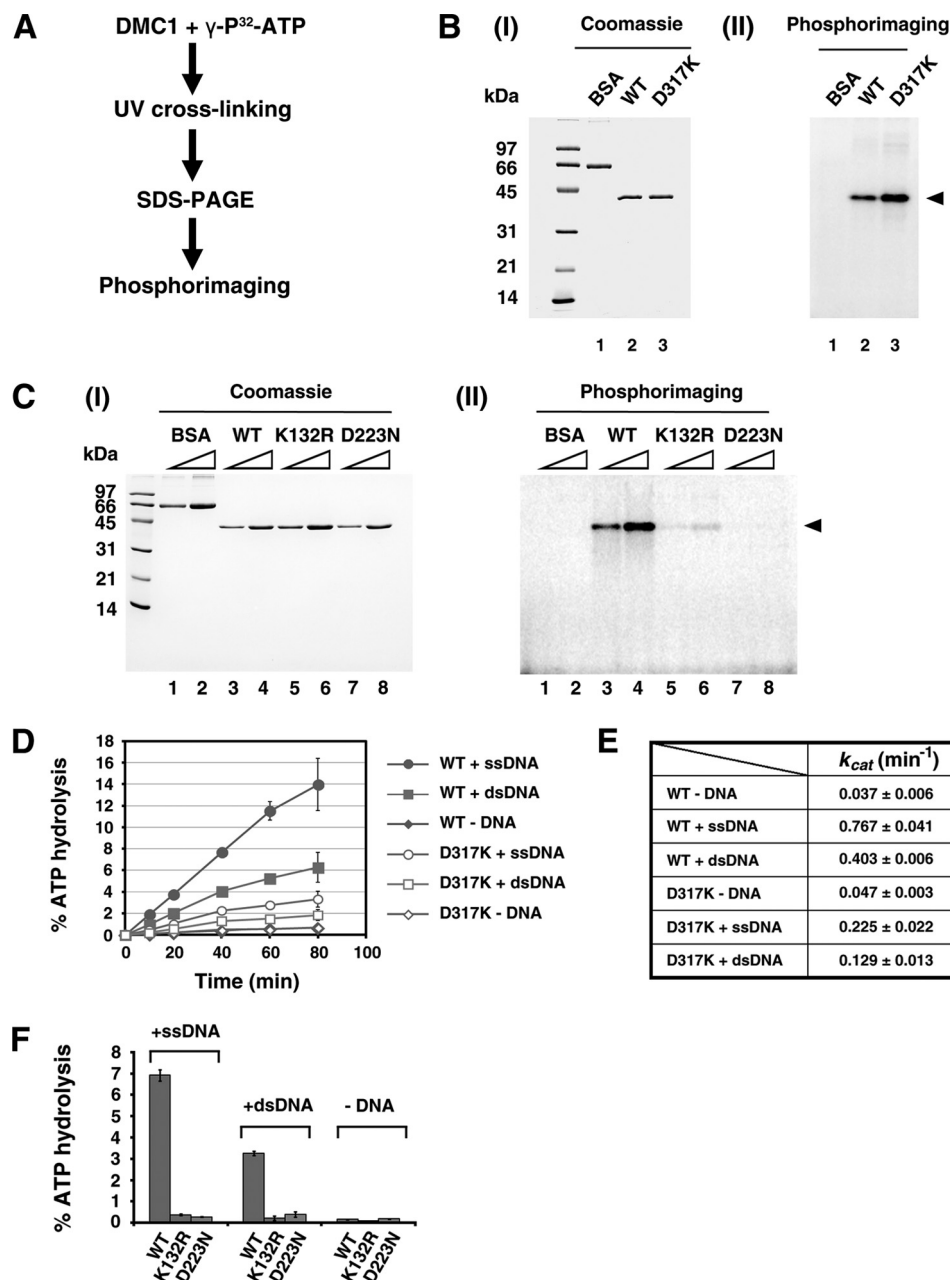 A
DMC1 + γ-P32-ATP
UV cross-linking
SDS-PAGE
Phosphorimaging
B
(I)
Coomassie
kDa
BSA
WT
D317K
97
66
45
31
21
14
1 2 3
(II)
Phosphorimaging
BSA
WT
D317K
1 2 3
C
(I)
Coomassie
kDa
BSA WT K132R D223N
97
66
45
31
21
14
1 2 3 4 5 6 7 8
(II)
Phosphorimaging
BSA WT K132R D223N
1 2 3 4 5 6 7 8
D
% ATP hydrolysis
18
16
14
12
10
8
6
4
2
0
0 20 40 60 80 100
Time (min)
WT + ssDNA
WT + dsDNA
WT - DNA
D317K + ssDNA
D317K + dsDNA
D317K - DNA
E
kcat (min-1)
WT - DNA 0.037 ± 0.006
WT + ssDNA 0.767 ± 0.041
WT + dsDNA 0.403 ± 0.006
D317K - DNA 0.047 ± 0.003
D317K + ssDNA 0.225 ± 0.022
D317K + dsDNA 0.129 ± 0.013
F
% ATP hydrolysis
+ssDNA
+dsDNA
- DNA
8
7
6
5
4
3
2
1
0
WT K132R D223N WT K132R D223N WT K132R D223N